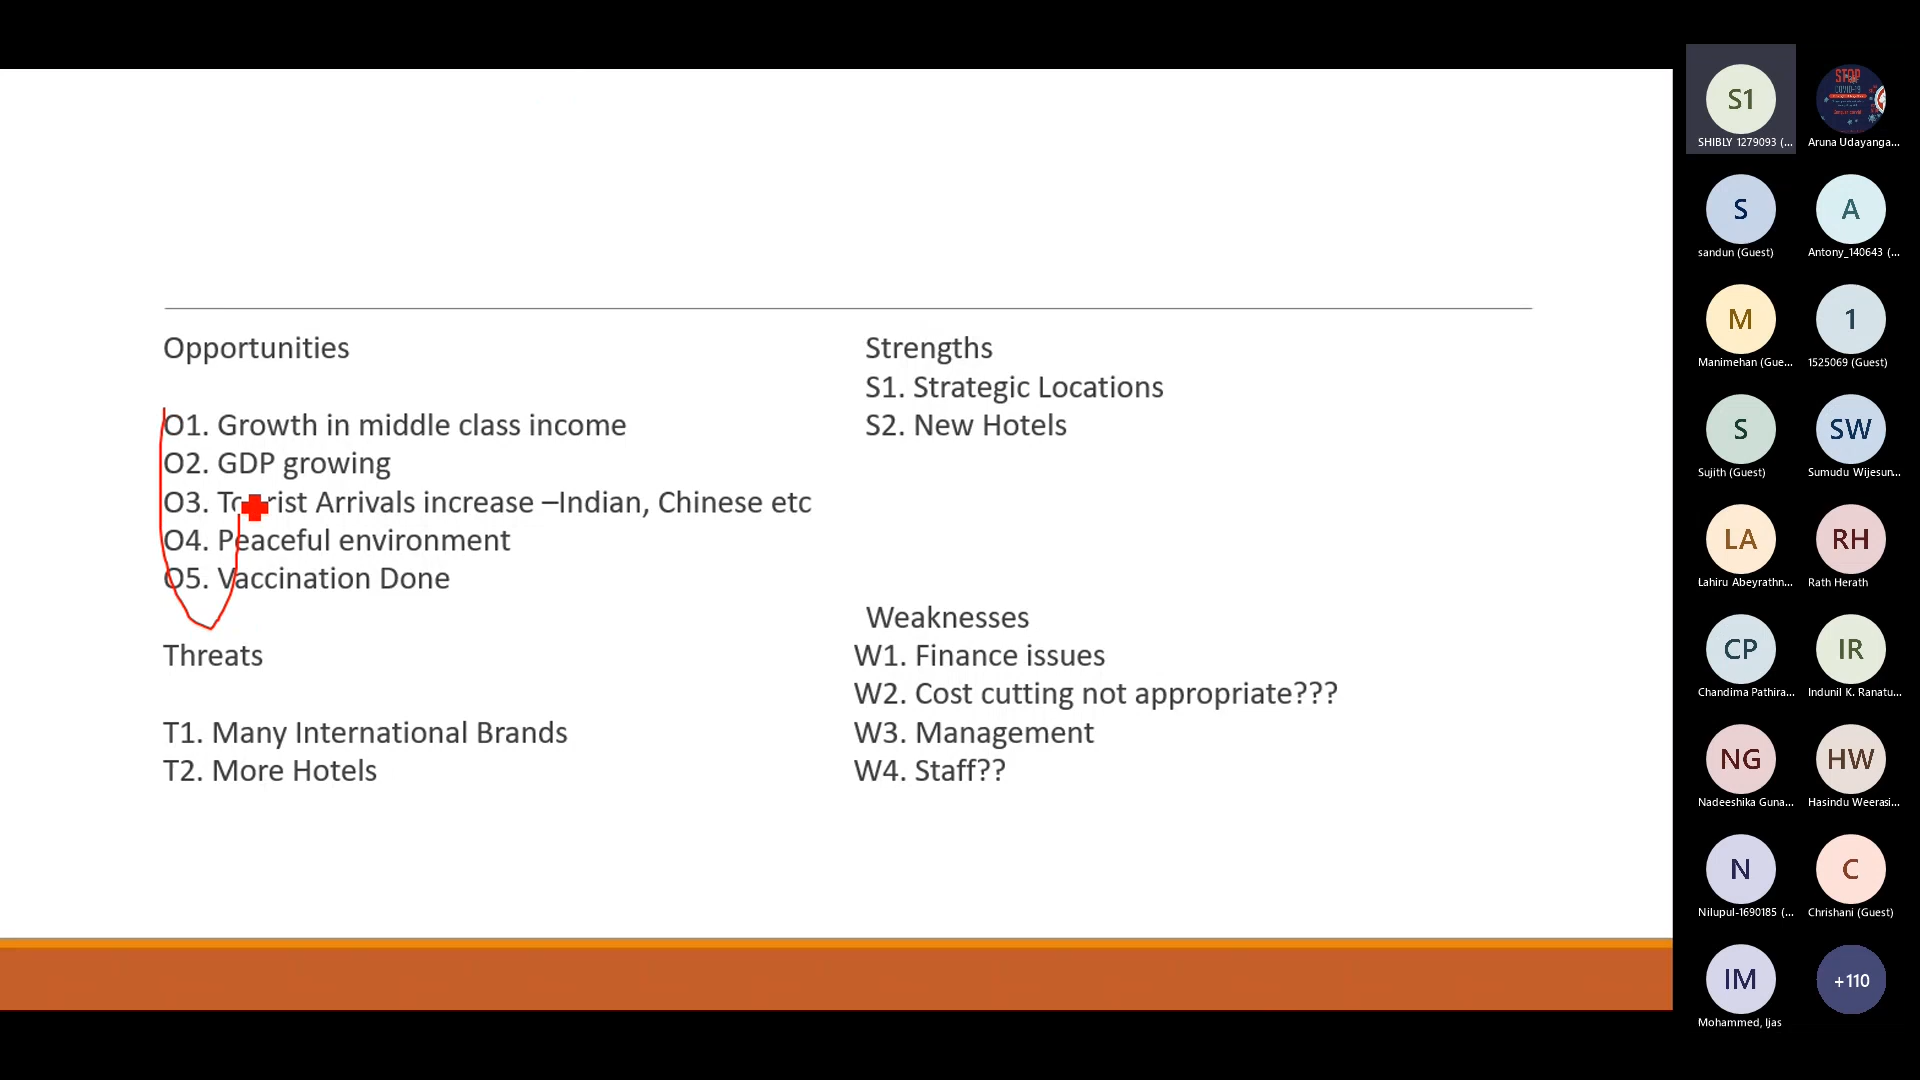 Opportunities
O1. Growth in middle class income
O2. GDP growing
O3. Tourist Arrivals increase –Indian, Chinese etc
O4. Peaceful environment
O5. Vaccination Done
Threats
T1. Many International Brands
T2. More Hotels
Strengths
S1. Strategic Locations
S2. New Hotels
Weaknesses
W1. Finance issues
W2. Cost cutting not appropriate???
W3. Management
W4. Staff??
S1
SHIBLY 1279093 (...
STOP
COVID-19
Aruna Udayanga...
S
sandun (Guest)
A
Antony_140643 (...
M
Manimehan (Gue...
1
1525069 (Guest)
S
Sujith (Guest)
SW
Sumudu Wijesun...
LA
Lahiru Abeyrathn...
RH
Rath Herath
CP
Chandima Pathira...
IR
Indunil K. Ranatu...
NG
Nadeeshika Guna...
HW
Hasindu Weerasi...
N
Nilupul-1690185 (...
C
Chrishani (Guest)
IM
Mohammed, Ijas
+110